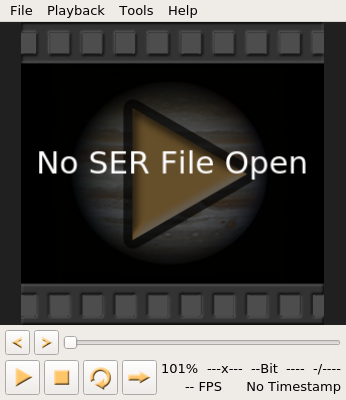 File Playback Tools Help
No SER File Open
< >
101% ---x--- --Bit ---- -/----
-- FPS No Timestamp